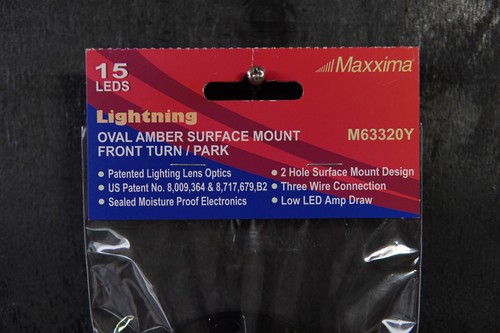 15
LEDS
Maxxima
Lightning
OVAL AMBER SURFACE MOUNT
FRONT TURN / PARK
M63320Y
• Patented Lighting Lens Optics
• US Patent No. 8,009,364 & 8,717,679,B2
• Sealed Moisture Proof Electronics
• 2 Hole Surface Mount Design
• Three Wire Connection
• Low LED Amp Draw